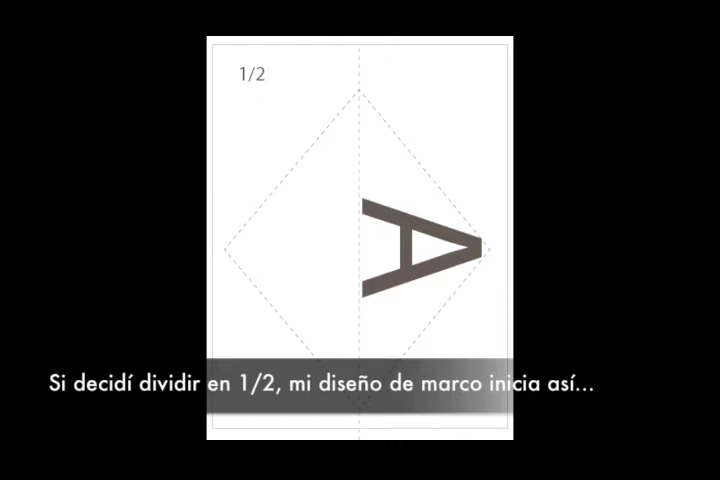 1/2
A
Si decidí dividir en 1/2, mi diseño de marco inicia así...